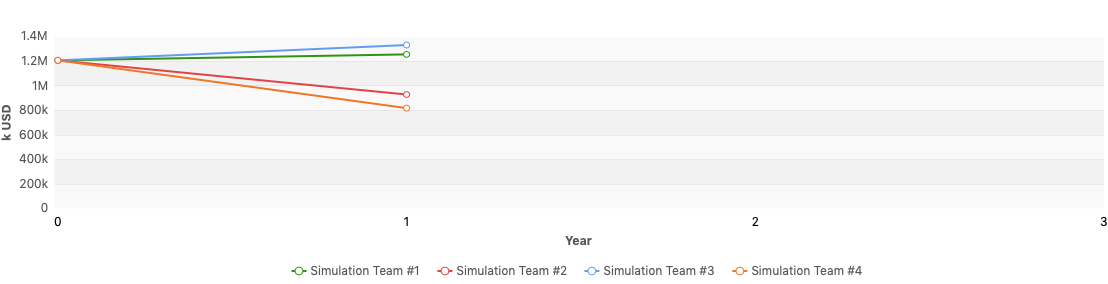 1.4M
1.2M
1M
800k
600k
400k
200k
0
k USD
0 1 2 3
Year
Simulation Team #1 Simulation Team #2 Simulation Team #3 Simulation Team #4